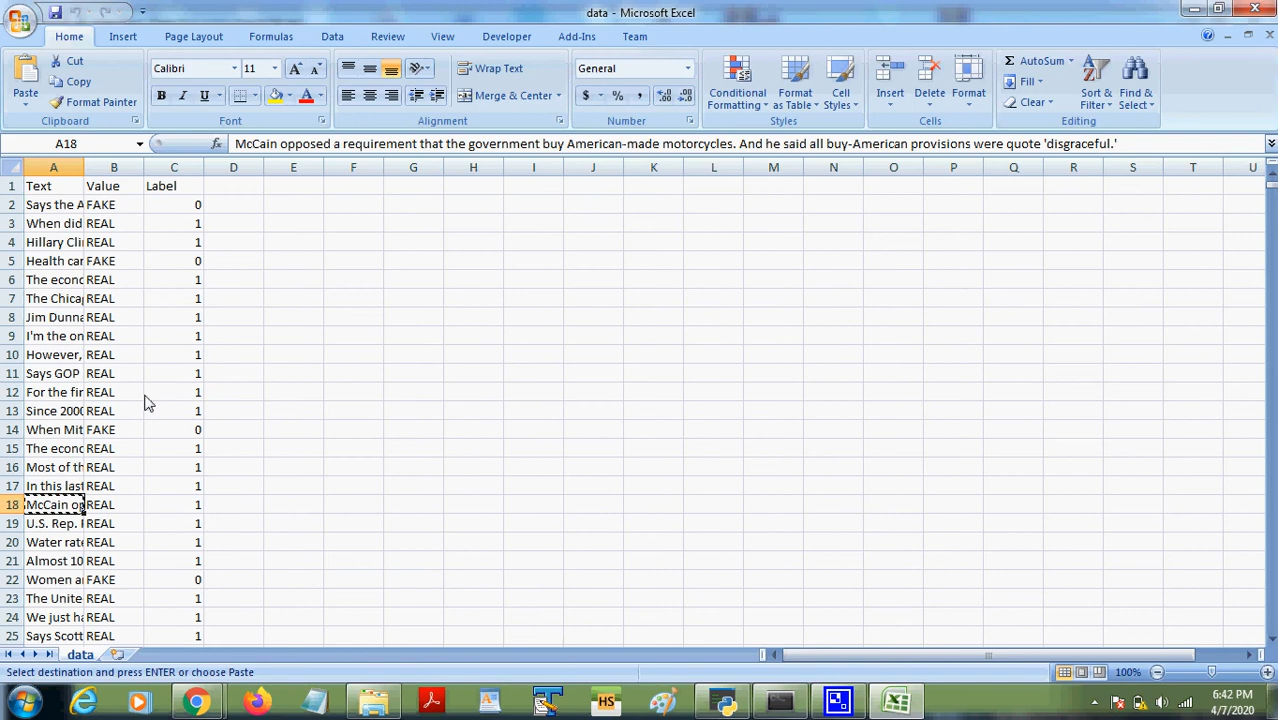 data - Microsoft Excel
Home Insert Page Layout Formulas Data Review View Developer Add-Ins Team
Paste
Cut
Copy
Format Painter
Clipboard
Calibri 11
B I U
Font
Wrap Text
Merge & Center
Alignment
General
$ % ,
Number
Conditional Formatting
Format as Table
Cell Styles
Styles
Insert Delete Format
Cells
Σ AutoSum
Fill
Clear
Sort & Filter
Find & Select
Editing
A18 fx McCain opposed a requirement that the government buy American-made motorcycles. And he said all buy-American provisions were quote 'disgraceful.'
A B C D E F G H I J K L M N O P Q R S T U
1 Text Value Label
2 Says the A FAKE 0
3 When did REAL 1
4 Hillary Cli REAL 1
5 Health car FAKE 0
6 The econo REAL 1
7 The Chica REAL 1
8 Jim Dunna REAL 1
9 I'm the on REAL 1
10 However, REAL 1
11 Says GOP REAL 1
12 For the fir REAL 1
13 Since 2000 REAL 1
14 When Mit FAKE 0
15 The econo REAL 1
16 Most of th REAL 1
17 In this last REAL 1
18 McCain op REAL 1
19 U.S. Rep. REAL 1
20 Water rate REAL 1
21 Almost 10 REAL 1
22 Women a FAKE 0
23 The Unite REAL 1
24 We just ha REAL 1
25 Says Scott REAL 1
data
Select destination and press ENTER or choose Paste 100%
HS
6:42 PM
4/7/2020